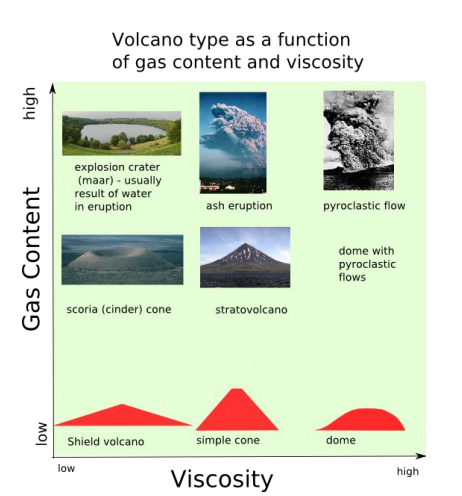 Volcano type as a function
of gas content and viscosity
high
Gas Content
low
explosion crater
(maar) - usually
result of water
in eruption
ash eruption
pyroclastic flow
scoria (cinder) cone
stratovolcano
dome with
pyroclastic
flows
Shield volcano
simple cone
dome
low
Viscosity
high